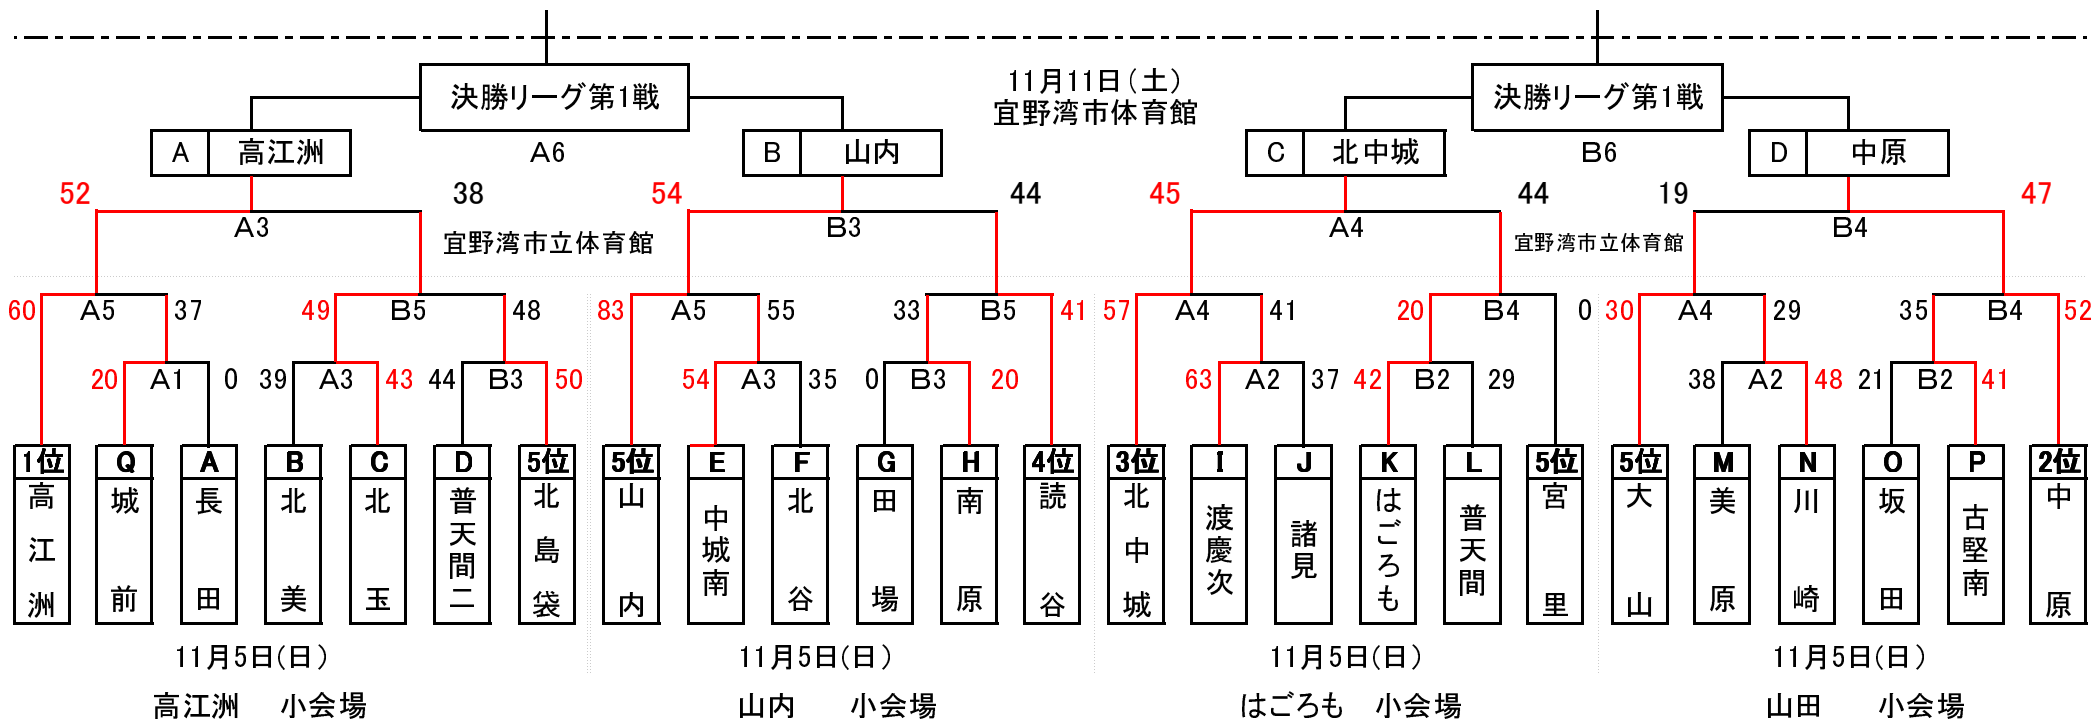 11月11日（土）
宜野湾市体育館
決勝リーグ第1戦 決勝リーグ第1戦
A 高江洲 A6 B 山内 C 北中城 B6 D 中原
52 38 54 44 45 44 19 47
A3 B3 A4 B4
宜野湾市立体育館 宜野湾市立体育館
60 A5 37 49 B5 48 83 A5 55 33 B5 41 57 A4 41 20 B4 0 30 A4 29 35 B4 52
20 A1 0 39 A3 43 44 B3 50 54 A3 35 0 B3 20 63 A2 37 42 B2 29 38 A2 48 21 B2 41
1位 Q A B C D 5位 5位 E F G H 4位 3位 I J K L 5位 5位 M N O P 2位
高江洲
城前
長田
北美
北玉
普天間二
北島袋
山内
中城南
北谷
田場
南原
読谷
北中城
渡慶次
諸見
はごろも
普天間
宮里
大山
美原
川崎
坂田
古堅南
中原
11月5日(日) 11月5日(日) 11月5日(日) 11月5日(日)
高江洲 小会場 山内 小会場 はごろも 小会場 山田 小会場